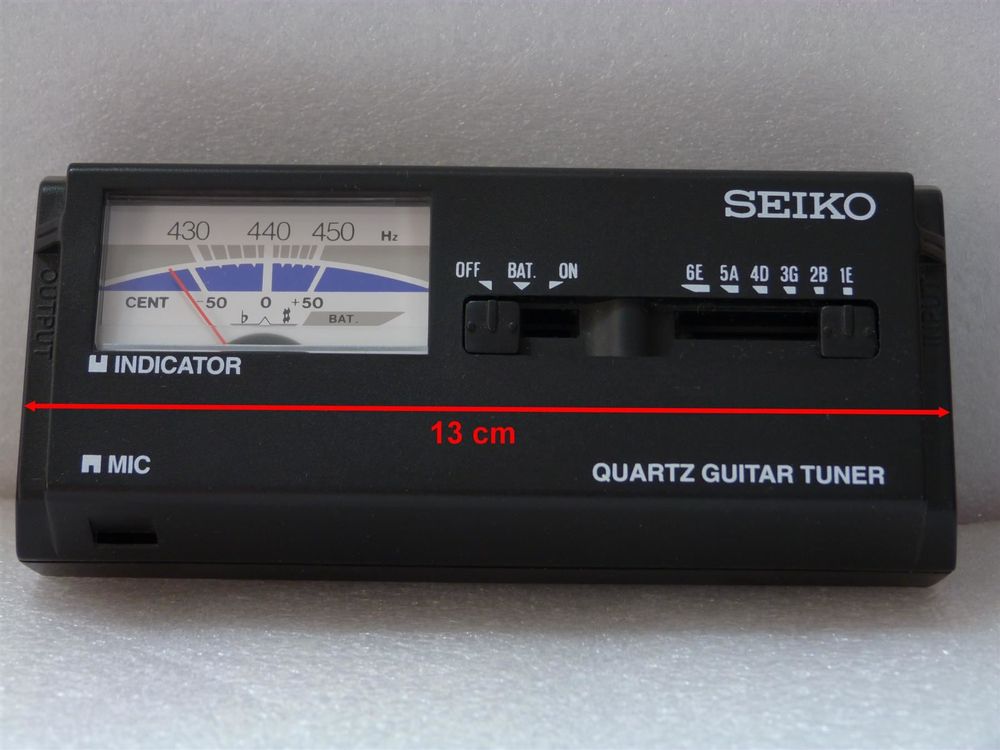 SEIKO
430 440 450 Hz
CENT -50 0 +50
♭ ♯ BAT.
OFF BAT. ON
6E 5A 4D 3G 2B 1E
OUTPUT
INPUT
INDICATOR
13 cm
MIC
QUARTZ GUITAR TUNER